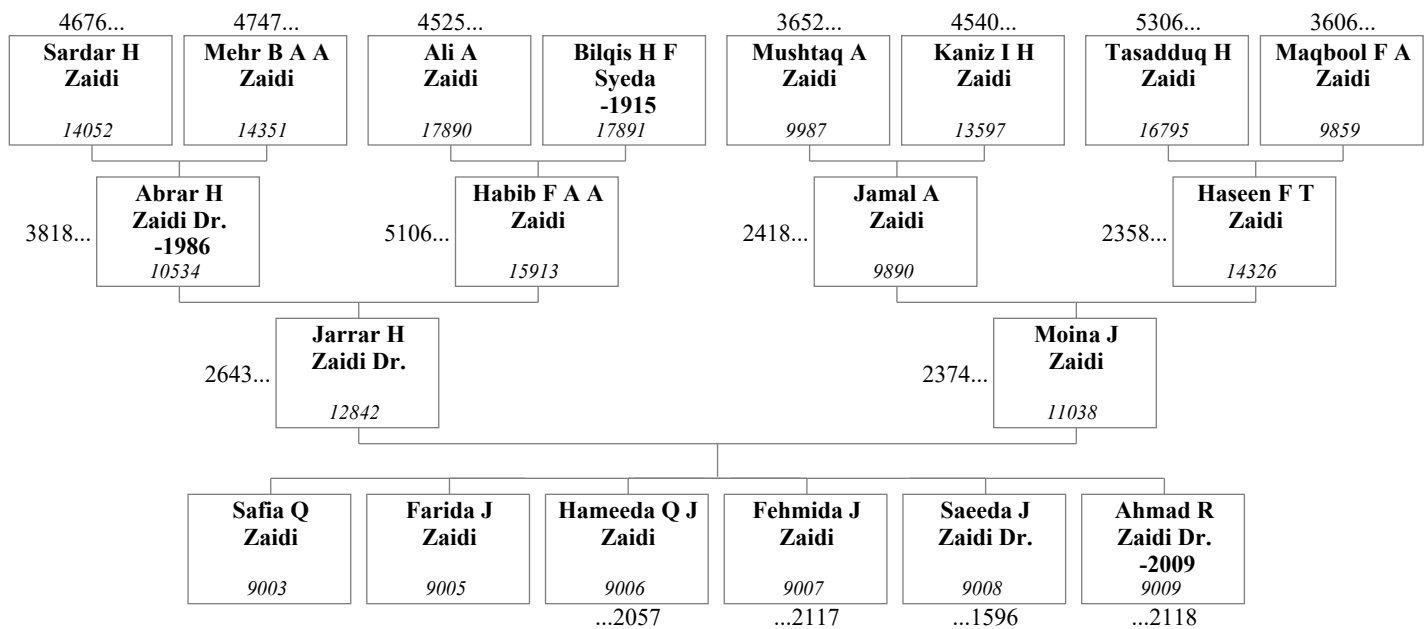 4676... 4747... 4525... 3652... 4540... 5306... 3606...
Sardar H
Zaidi
14052
Mehr B A A
Zaidi
14351
Ali A
Zaidi
17890
Bilqis H F
Syeda
-1915
17891
Mushtaq A
Zaidi
9987
Kaniz I H
Zaidi
13597
Tasadduq H
Zaidi
16795
Maqbool F A
Zaidi
9859
3818...
Abrar H
Zaidi Dr.
-1986
10534
5106...
Habib F A A
Zaidi
15913
2418...
Jamal A
Zaidi
9890
2358...
Haseen F T
Zaidi
14326
2643...
Jarrar H
Zaidi Dr.
12842
2374...
Moina J
Zaidi
11038
Safia Q
Zaidi
9003
Farida J
Zaidi
9005
Hameeda Q J
Zaidi
9006
...2057
Fehmida J
Zaidi
9007
...2117
Saeeda J
Zaidi Dr.
9008
...1596
Ahmad R
Zaidi Dr.
-2009
9009
...2118